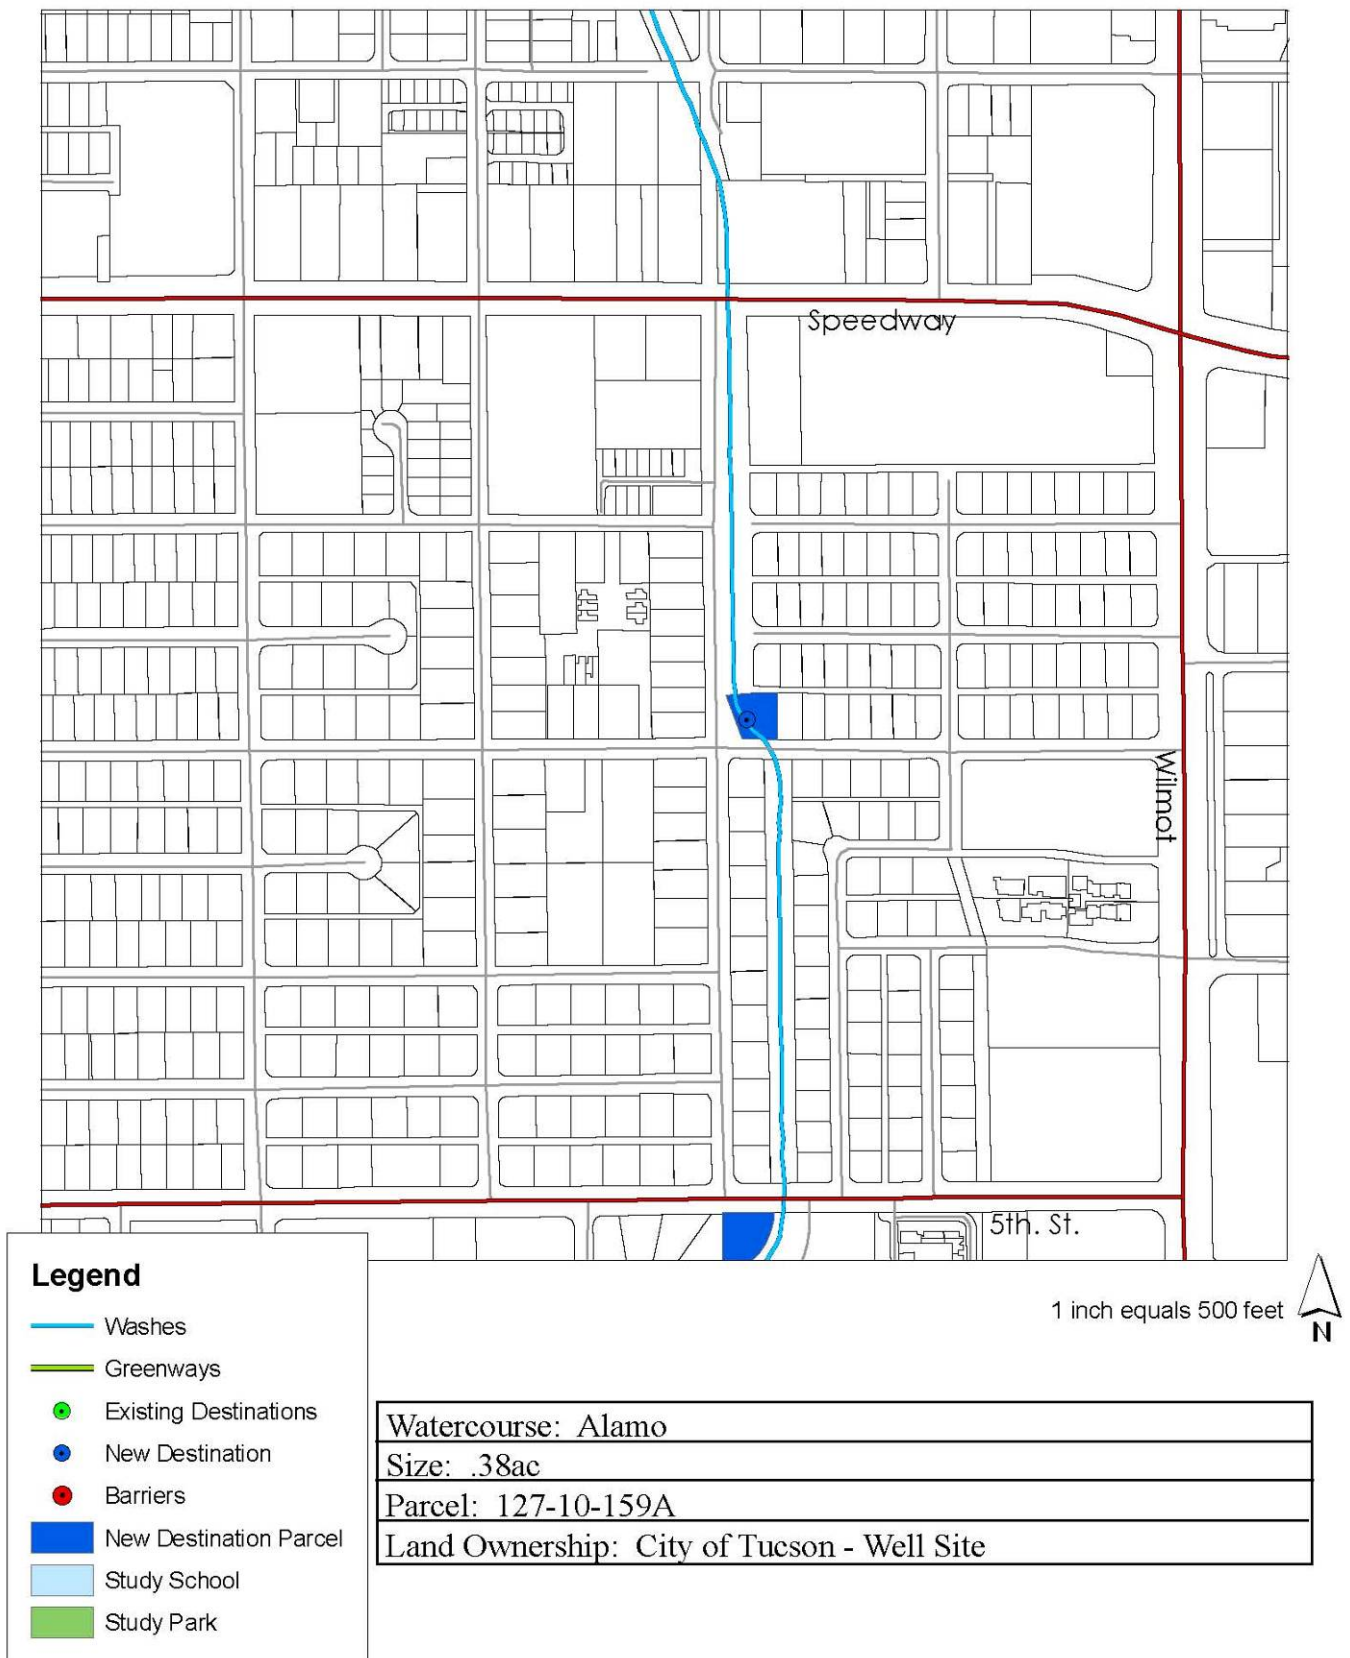 Speedway
Wilmot
5th. St.
1 inch equals 500 feet
N
Legend
Washes
Greenways
Existing Destinations
New Destination
Barriers
New Destination Parcel
Study School
Study Park
Watercourse: Alamo
Size: .38ac
Parcel: 127-10-159A
Land Ownership: City of Tucson - Well Site